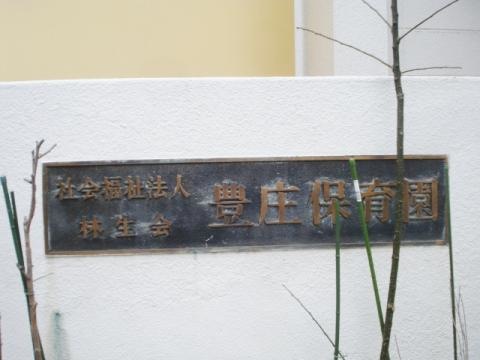 社会福祉法人
林生会
豊庄保育園